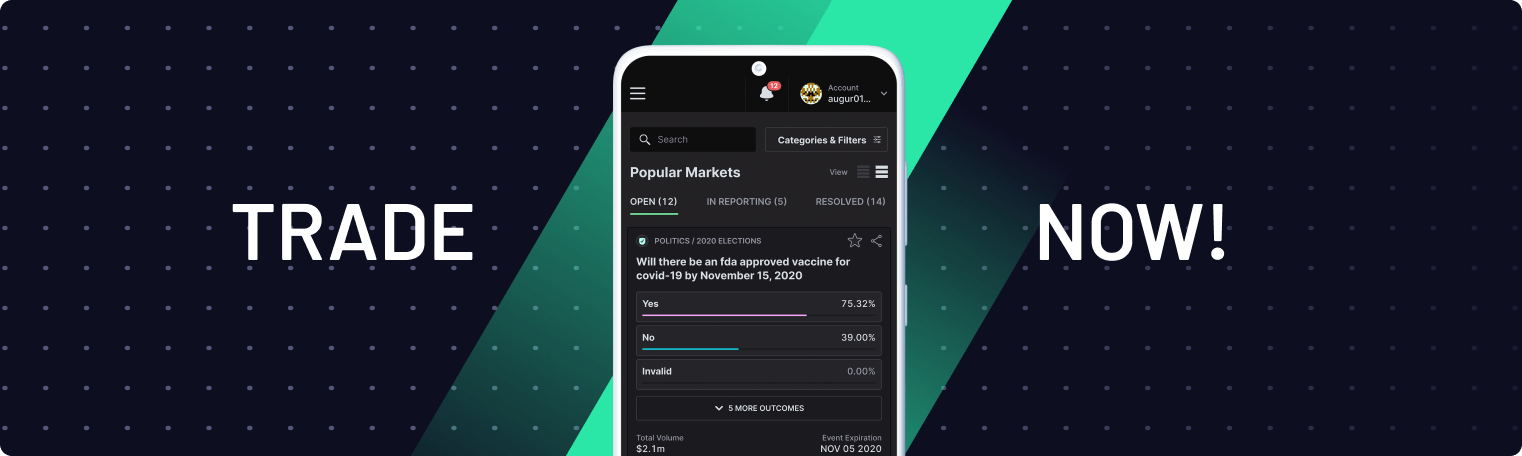 TRADE
NOW!
12
Account
augur01...
Search
Categories & Filters
Popular Markets
View
OPEN (12)
IN REPORTING (5)
RESOLVED (14)
POLITICS / 2020 ELECTIONS
Will there be an fda approved vaccine for
covid-19 by November 15, 2020
Yes 75.32%
No 39.00%
Invalid 0.00%
5 MORE OUTCOMES
Total Volume
$2.1m
Event Expiration
NOV 05 2020